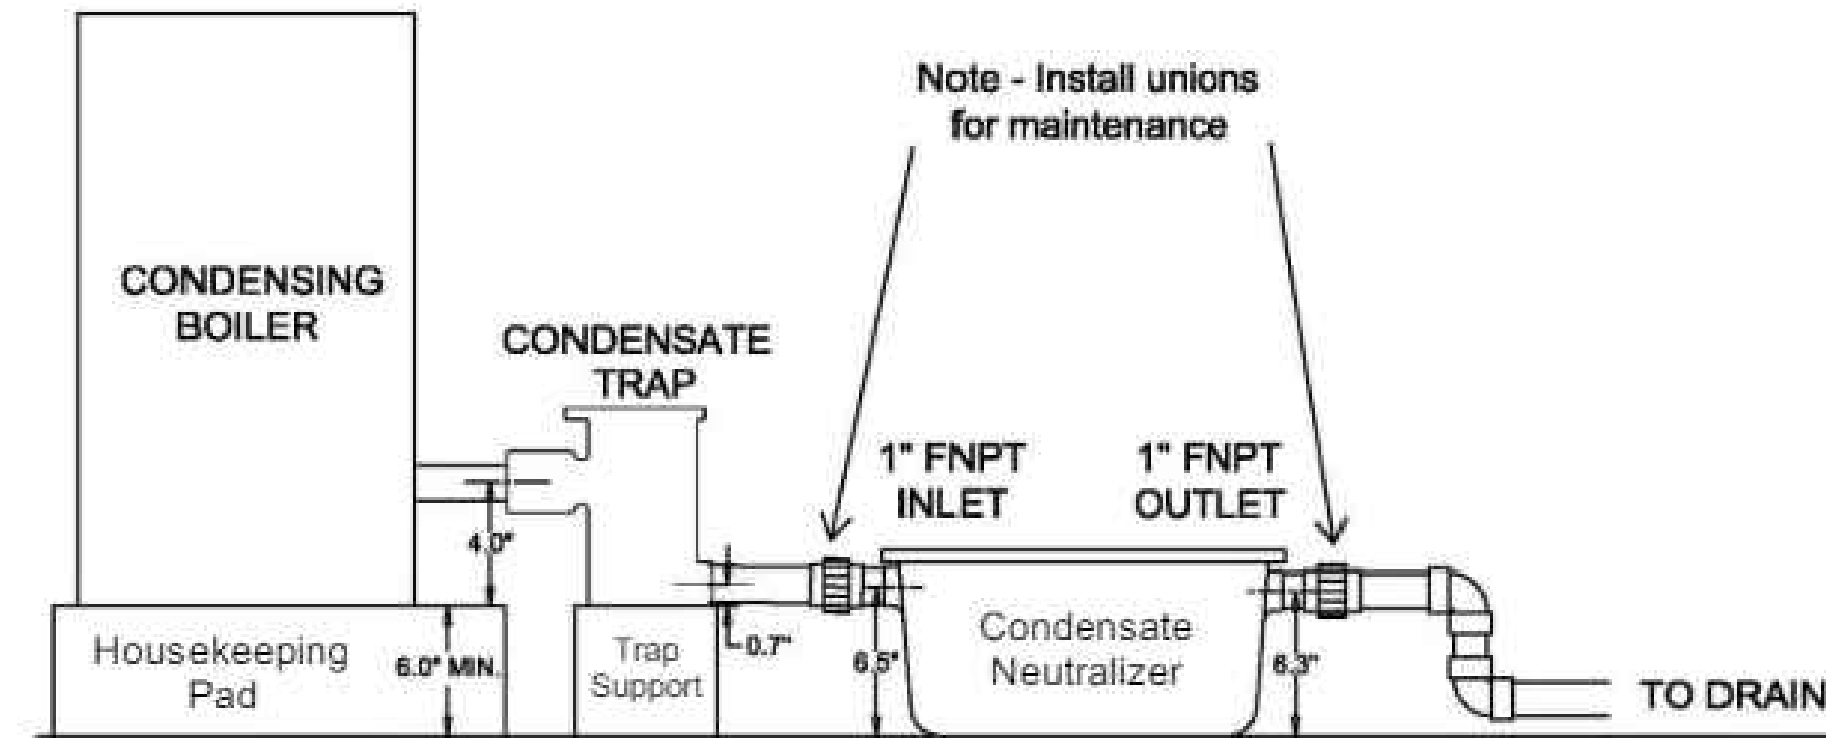 Note - Install unions
for maintenance
CONDENSING
BOILER
CONDENSATE
TRAP
1" FNPT
INLET
1" FNPT
OUTLET
4.0"
Housekeeping
Pad
6.0" MIN.
Trap
Support
0.7"
6.5"
Condensate
Neutralizer
6.3"
TO DRAIN